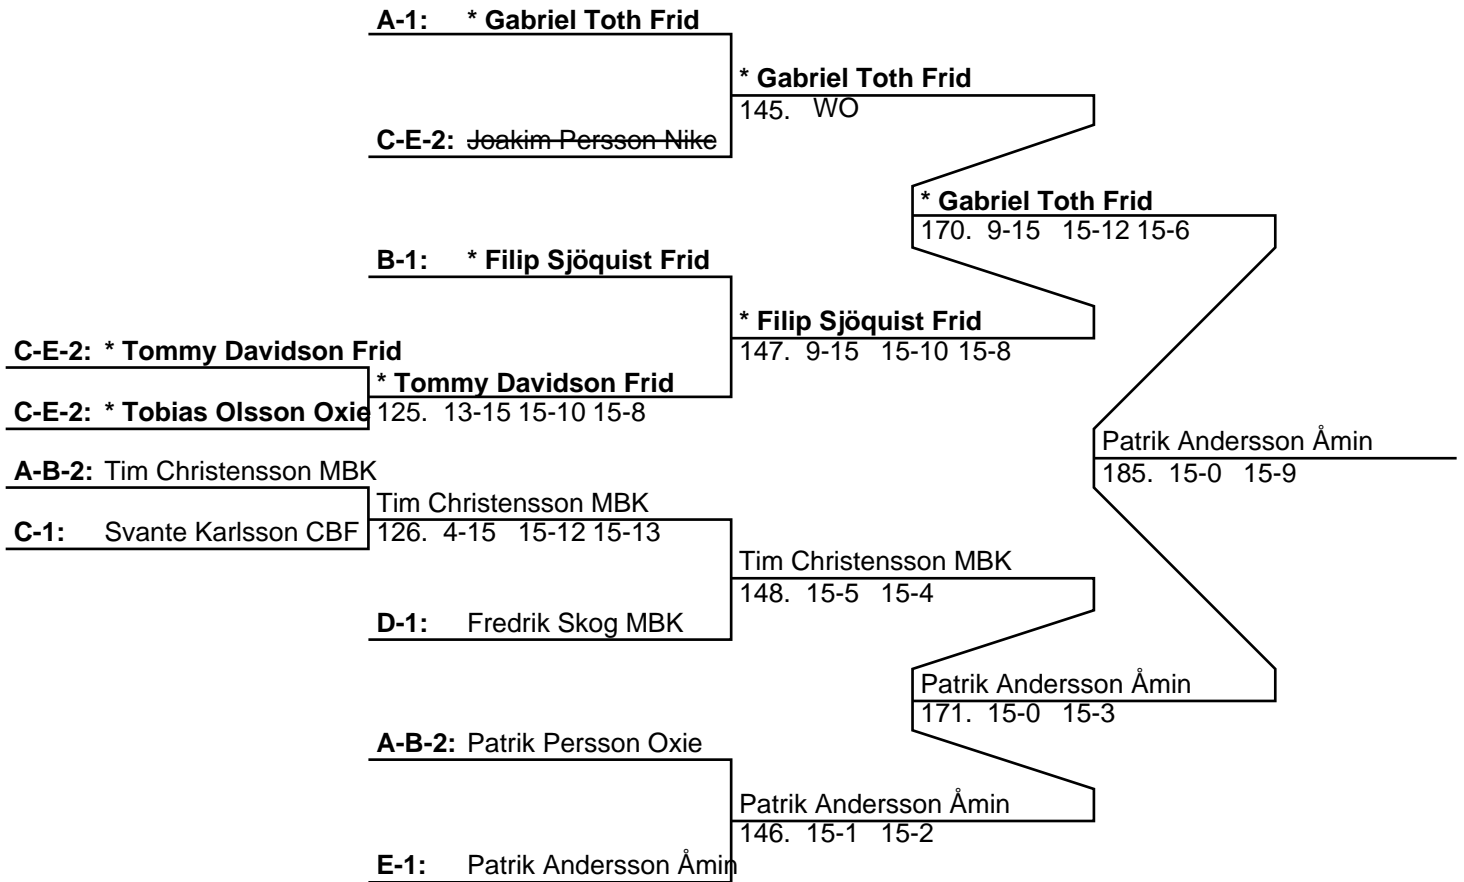 A-1: * Gabriel Toth Frid
* Gabriel Toth Frid
145. WO
C-E-2: Joakim Persson Nike
* Gabriel Toth Frid
170. 9-15 15-12 15-6
B-1: * Filip Sjöquist Frid
* Filip Sjöquist Frid
147. 9-15 15-10 15-8
C-E-2: * Tommy Davidson Frid
* Tommy Davidson Frid
C-E-2: * Tobias Olsson Oxie
125. 13-15 15-10 15-8
Patrik Andersson Åmin
185. 15-0 15-9
A-B-2: Tim Christensson MBK
Tim Christensson MBK
C-1: Svante Karlsson CBF
126. 4-15 15-12 15-13
Tim Christensson MBK
148. 15-5 15-4
D-1: Fredrik Skog MBK
Patrik Andersson Åmin
171. 15-0 15-3
A-B-2: Patrik Persson Oxie
Patrik Andersson Åmin
146. 15-1 15-2
E-1: Patrik Andersson Åmin